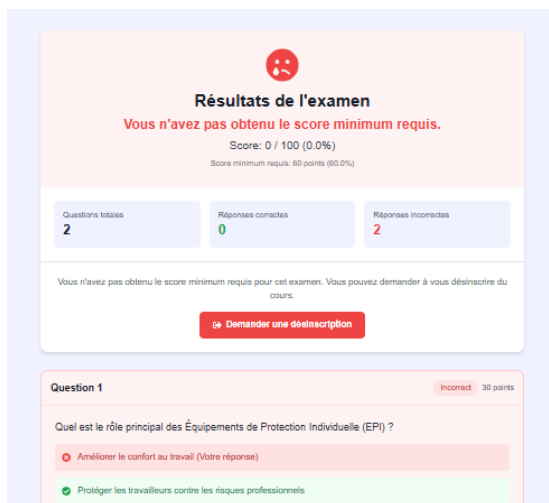 Résultats de l'examen
Vous n'avez pas obtenu le score minimum requis.
Score: 0 / 100 (0.0%)
Score minimum requis: 60 points (60.0%)
Questions totales
2
Réponses correctes
0
Réponses incorrectes
2
Vous n'avez pas obtenu le score minimum requis pour cet examen. Vous pouvez demander à vous désinscrire du
cours.
Demander une désinscription
Question 1
Incorrect 30 points
Quel est le rôle principal des Équipements de Protection Individuelle (EPI) ?
Améliorer le confort au travail (Votre réponse)
Protéger les travailleurs contre les risques professionnels